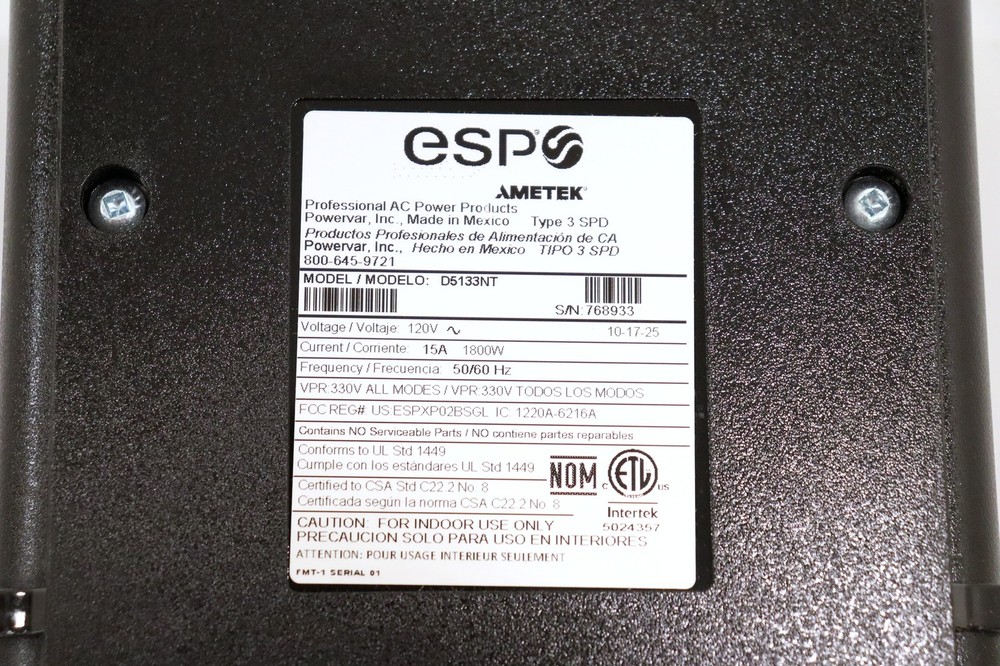 esp®
AMETEK®
Professional AC Power Products
Powervar, Inc., Made in Mexico Type 3 SPD
Productos Profesionales de Alimentación de CA
Powervar, Inc., Hecho en Mexico TIPO 3 SPD
800-645-9721
MODEL / MODELO: D5133NT
S/N: 768933
Voltage / Voltaje: 120V ∿ 10-17-25
Current / Corriente: 15A 1800W
Frequency / Frecuencia: 50/60 Hz
VPR 330V ALL MODES / VPR 330V TODOS LOS MODOS
FCC REG# US:ESPXP02BSGL IC: 1220A-6216A
Contains NO Serviceable Parts / NO contiene partes reparables
Conforms to UL Std 1449
Cumple con los estándares UL Std 1449
Certified to CSA Std C22.2 No. 8
Certificada según la norma CSA C22.2 No. 8
NOM
c ETL us
Intertek
5024357
CAUTION: FOR INDOOR USE ONLY
PRECAUCION SOLO PARA USO EN INTERIORES
ATTENTION: POUR USAGE INTERIEUR SEULEMENT
FMT-1 SERIAL 01